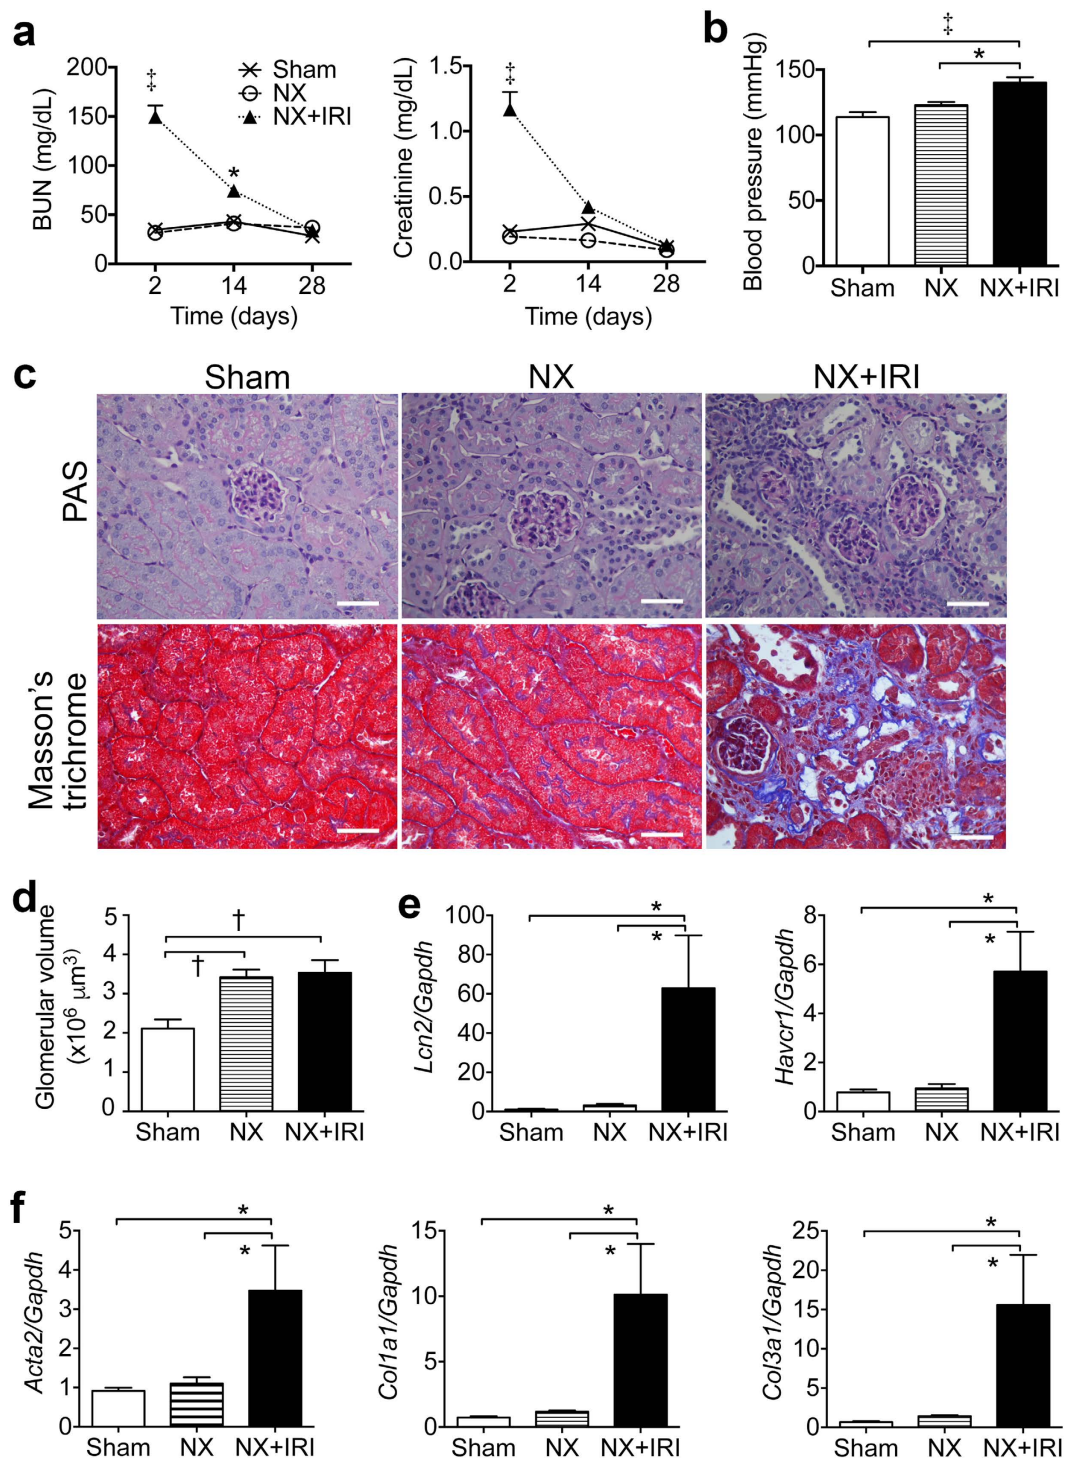 a
BUN (mg/dL)
200
150
100
50
0
2 14 28
Time (days)
Sham
NX
NX+IRI
‡
*
Creatinine (mg/dL)
1.5
1.0
0.5
0.0
2 14 28
Time (days)
‡
b
Blood pressure (mmHg)
150
100
50
0
Sham NX NX+IRI
‡
*
c
Sham NX NX+IRI
PAS
Masson's
trichrome
d
Glomerular volume
(x10⁶ µm³)
5
4
3
2
1
0
Sham NX NX+IRI
†
†
e
Lcn2/Gapdh
100
80
60
40
20
0
Sham NX NX+IRI
*
*
Havcr1/Gapdh
8
6
4
2
0
Sham NX NX+IRI
*
*
f
Acta2/Gapdh
5
4
3
2
1
0
Sham NX NX+IRI
*
*
Col1a1/Gapdh
15
10
5
0
Sham NX NX+IRI
*
*
Col3a1/Gapdh
25
20
15
10
5
0
Sham NX NX+IRI
*
*